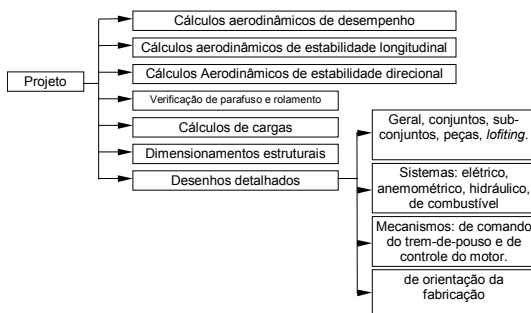 Projeto
Cálculos aerodinâmicos de desempenho
Cálculos aerodinâmicos de estabilidade longitudinal
Cálculos Aerodinâmicos de estabilidade direcional
Verificação de parafuso e rolamento
Cálculos de cargas
Dimensionamentos estruturais
Desenhos detalhados
Geral, conjuntos, sub-
conjuntos, peças, lofiting.
Sistemas: elétrico,
anemométrico, hidráulico,
de combustível
Mecanismos: de comando
do trem-de-pouso e de
controle do motor.
de orientação da
fabricação